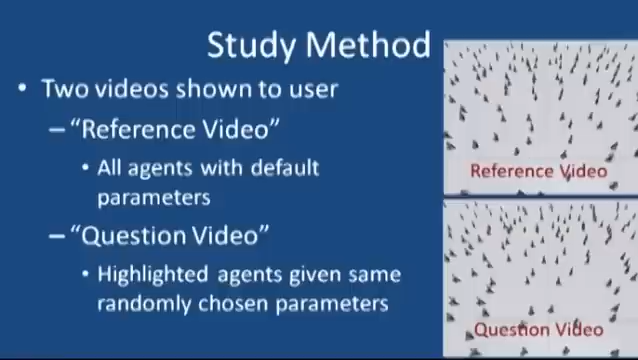 Study Method
• Two videos shown to user
– “Reference Video”
• All agents with default
parameters
– “Question Video”
• Highlighted agents given same
randomly chosen parameters
Reference Video
Question Video